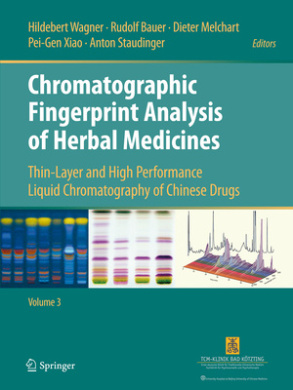 Hildebert Wagner · Rudolf Bauer · Dieter Melchart
Pei-Gen Xiao · Anton Staudinger
Editors
Chromatographic
Fingerprint Analysis
of Herbal Medicines
Thin-Layer and High Performance
Liquid Chromatography of Chinese Drugs
Volume 3
TCM-KLINIK BAD KÖTZTING
Springer